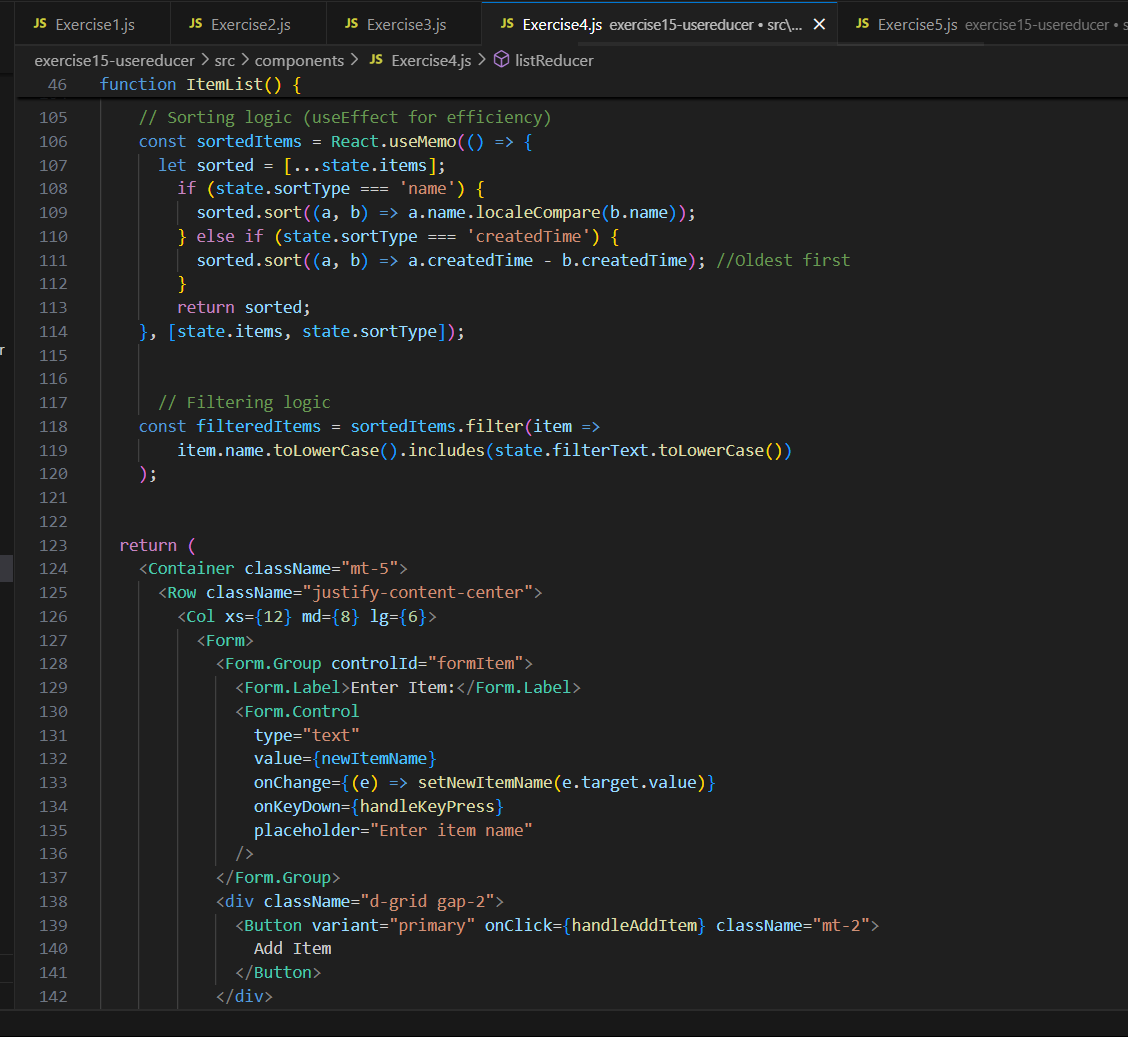 JS Exercise1.js JS Exercise2.js JS Exercise3.js JS Exercise4.js exercise15-usereducer • src\... × JS Exercise5.js exercise15-usereducer • s
exercise15-usereducer > src > components > JS Exercise4.js > listReducer
46 function ItemList() {
105 // Sorting logic (useEffect for efficiency)
106 const sortedItems = React.useMemo(() => {
107 let sorted = [...state.items];
108 if (state.sortType === 'name') {
109 sorted.sort((a, b) => a.name.localeCompare(b.name));
110 } else if (state.sortType === 'createdTime') {
111 sorted.sort((a, b) => a.createdTime - b.createdTime); //Oldest first
112 }
113 return sorted;
114 }, [state.items, state.sortType]);
r
115
116
117 // Filtering logic
118 const filteredItems = sortedItems.filter(item =>
119 item.name.toLowerCase().includes(state.filterText.toLowerCase())
120 );
121
122
123 return (
124 <Container className="mt-5">
125 <Row className="justify-content-center">
126 <Col xs={12} md={8} lg={6}>
127 <Form>
128 <Form.Group controlId="formItem">
129 <Form.Label>Enter Item:</Form.Label>
130 <Form.Control
131 type="text"
132 value={newItemName}
133 onChange={(e) => setNewItemName(e.target.value)}
134 onKeyDown={handleKeyPress}
135 placeholder="Enter item name"
136 />
137 </Form.Group>
138 <div className="d-grid gap-2">
139 <Button variant="primary" onClick={handleAddItem} className="mt-2">
140 Add Item
141 </Button>
142 </div>